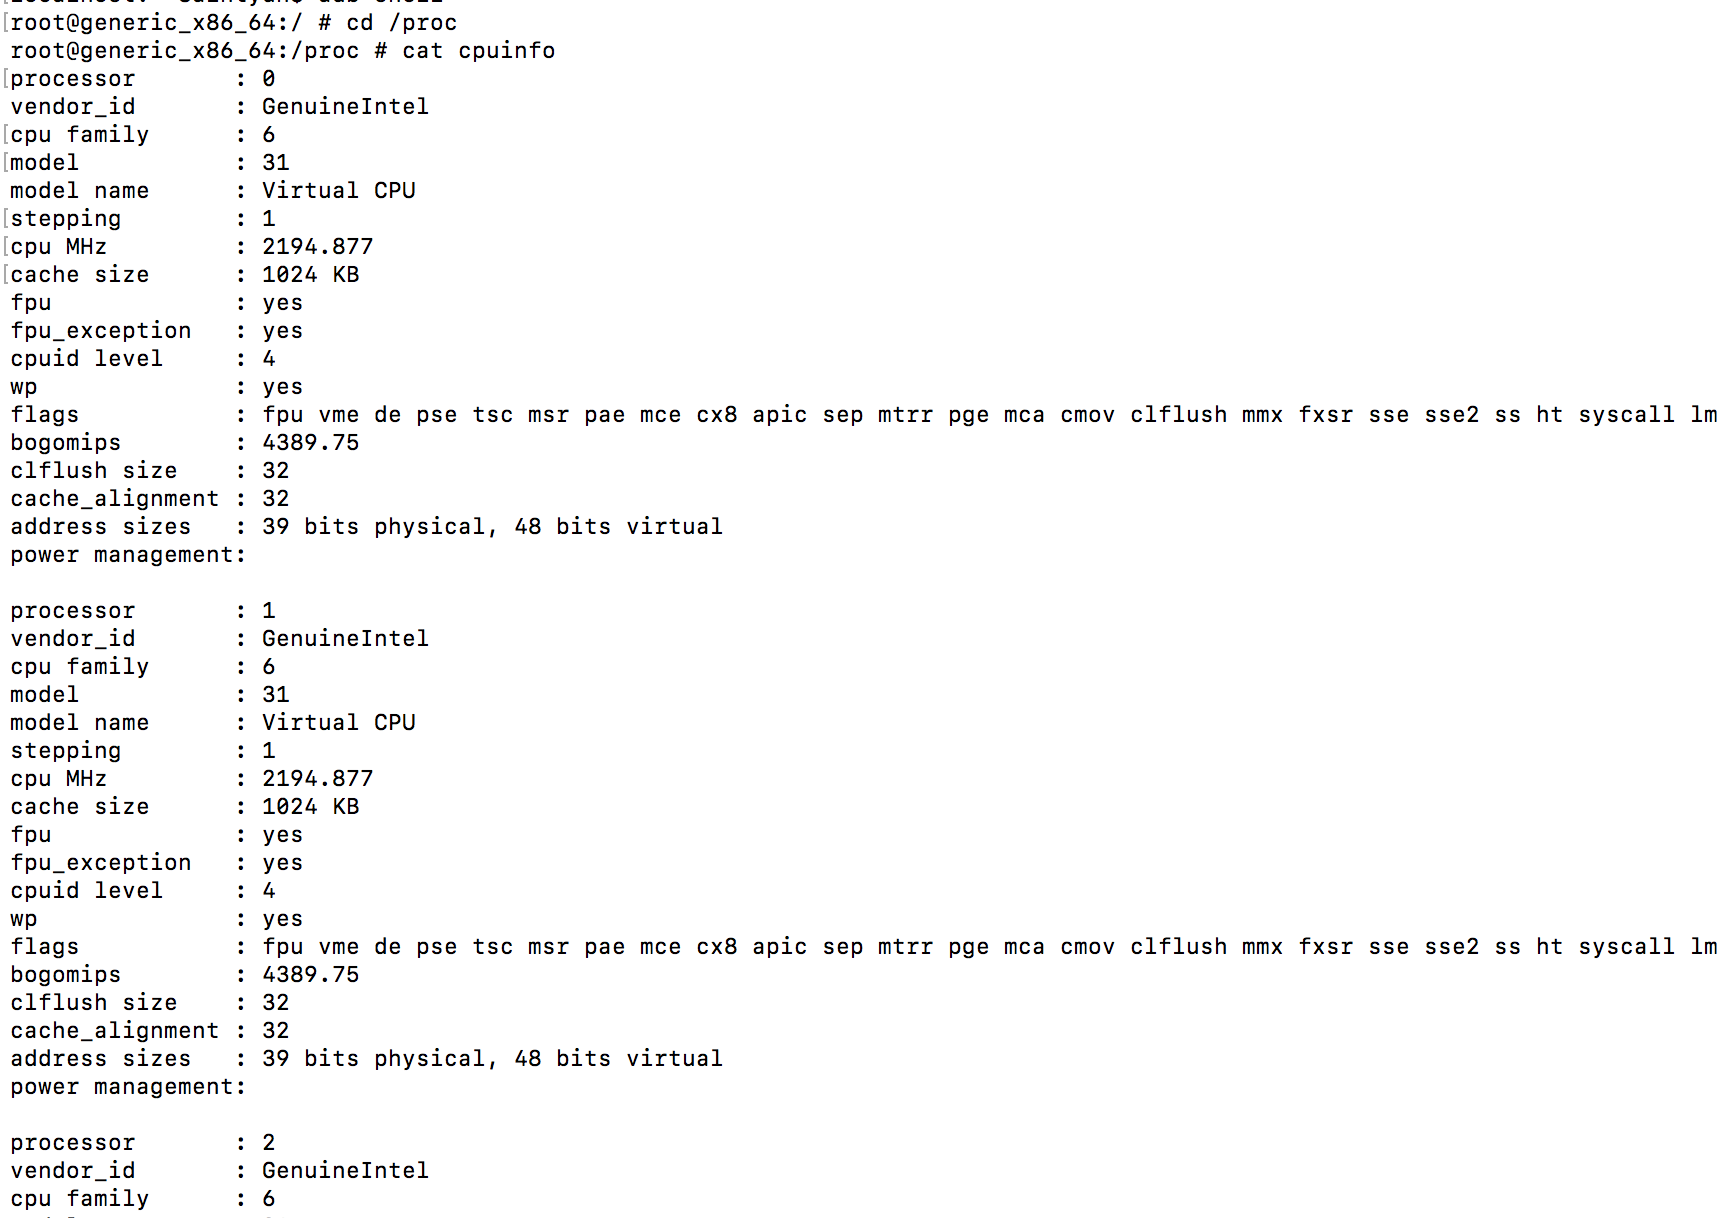 [root@generic_x86_64:/ # cd /proc
root@generic_x86_64:/proc # cat cpuinfo
[processor       : 0
vendor_id       : GenuineIntel
[cpu family      : 6
[model           : 31
model name      : Virtual CPU
[stepping        : 1
[cpu MHz         : 2194.877
[cache size      : 1024 KB
fpu             : yes
fpu_exception   : yes
cpuid level     : 4
wp              : yes
flags           : fpu vme de pse tsc msr pae mce cx8 apic sep mtrr pge mca cmov clflush mmx fxsr sse sse2 ss ht syscall lm
bogomips        : 4389.75
clflush size    : 32
cache_alignment : 32
address sizes   : 39 bits physical, 48 bits virtual
power management:
processor       : 1
vendor_id       : GenuineIntel
cpu family      : 6
model           : 31
model name      : Virtual CPU
stepping        : 1
cpu MHz         : 2194.877
cache size      : 1024 KB
fpu             : yes
fpu_exception   : yes
cpuid level     : 4
wp              : yes
flags           : fpu vme de pse tsc msr pae mce cx8 apic sep mtrr pge mca cmov clflush mmx fxsr sse sse2 ss ht syscall lm
bogomips        : 4389.75
clflush size    : 32
cache_alignment : 32
address sizes   : 39 bits physical, 48 bits virtual
power management:
processor       : 2
vendor_id       : GenuineIntel
cpu family      : 6